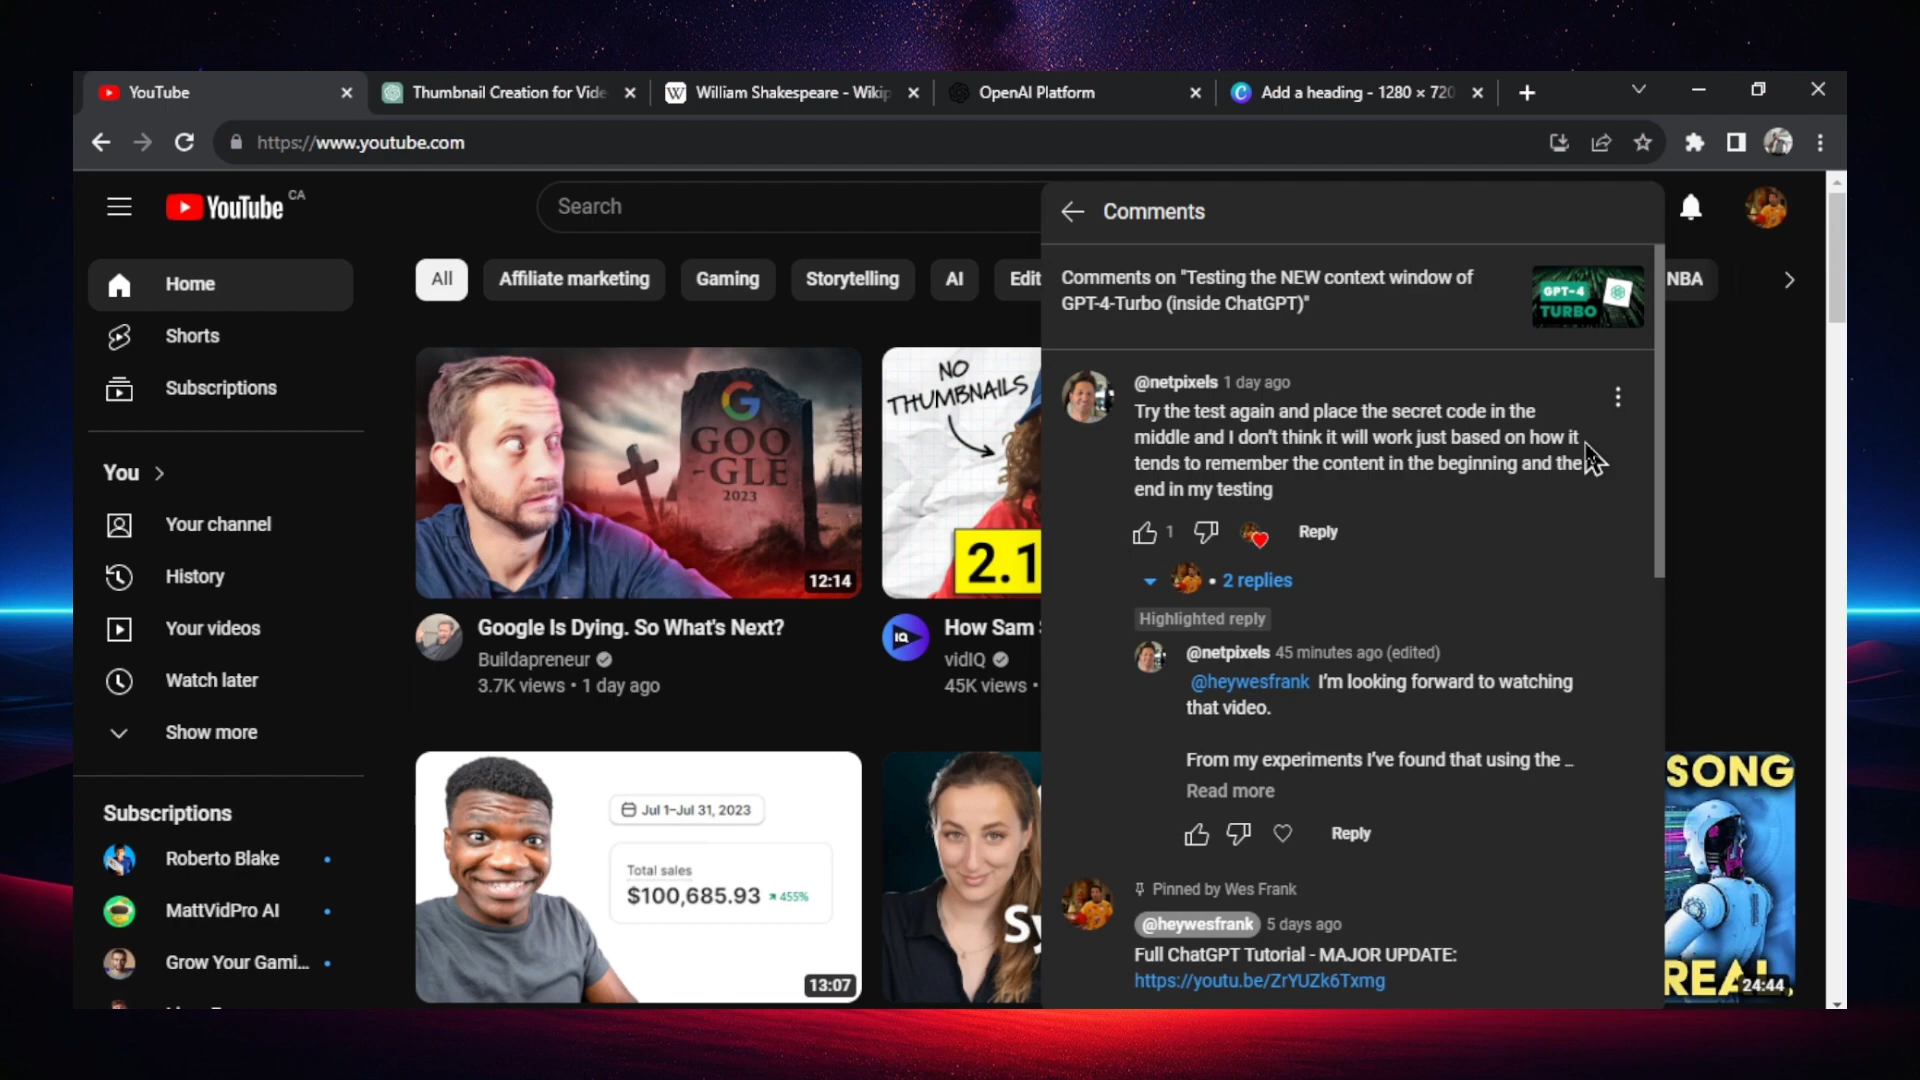 YouTube
Thumbnail Creation for Vide
William Shakespeare - Wikip
OpenAI Platform
Add a heading - 1280 × 720
https://www.youtube.com
YouTube CA
Search
Home
Shorts
Subscriptions
You
Your channel
History
Your videos
Watch later
Show more
Subscriptions
Roberto Blake
MattVidPro AI
Grow Your Gami...
All
Affiliate marketing
Gaming
Storytelling
AI
Edit
NBA
GOO
-GLE
2023
12:14
Google Is Dying. So What's Next?
Buildapreneur
3.7K views • 1 day ago
NO
THUMBNAILS
2.1
IQ
How Sam
vidIQ
45K views •
Jul 1–Jul 31, 2023
Total sales
$100,685.93 455%
13:07
Sy
SONG
REAL.
24:44
Comments
Comments on "Testing the NEW context window of
GPT-4-Turbo (inside ChatGPT)"
GPT-4
TURBO
@netpixels 1 day ago
Try the test again and place the secret code in the
middle and I don't think it will work just based on how it
tends to remember the content in the beginning and the
end in my testing
1
Reply
• 2 replies
Highlighted reply
@netpixels 45 minutes ago (edited)
@heywesfrank I'm looking forward to watching
that video.
From my experiments I've found that using the ...
Read more
Reply
Pinned by Wes Frank
@heywesfrank 5 days ago
Full ChatGPT Tutorial - MAJOR UPDATE:
https://youtu.be/ZrYUZk6Txmg